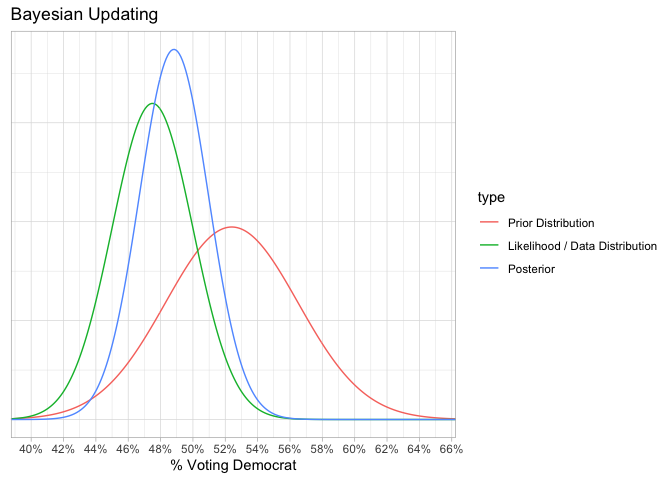 Bayesian Updating
type
Prior Distribution
Likelihood / Data Distribution
Posterior
40% 42% 44% 46% 48% 50% 52% 54% 56% 58% 60% 62% 64% 66%
% Voting Democrat